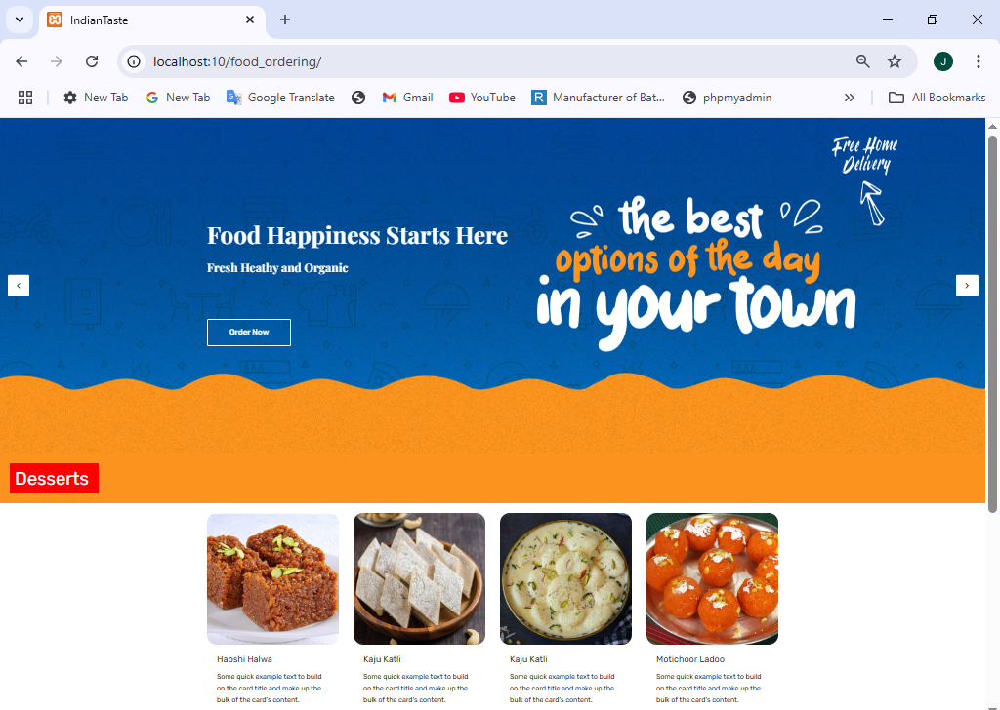 IndianTaste
localhost:10/food_ordering/
J
New Tab
New Tab
Google Translate
Gmail
YouTube
R
Manufacturer of Bat...
phpmyadmin
All Bookmarks
Free Home
Delivery
Food Happiness Starts Here
Fresh Heathy and Organic
Order Now
the best
options of the day
in your town
Desserts
Habshi Halwa
Some quick example text to build
on the card title and make up the
bulk of the card's content.
Kaju Katli
Some quick example text to build
on the card title and make up the
bulk of the card's content.
Kaju Katli
Some quick example text to build
on the card title and make up the
bulk of the card's content.
Motichoor Ladoo
Some quick example text to build
on the card title and make up the
bulk of the card's content.